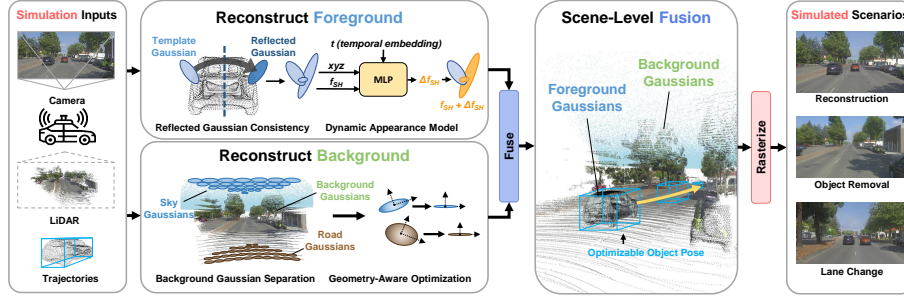 Simulation Inputs
Camera
LiDAR
Trajectories
Reconstruct Foreground
Template
Gaussian
Reflected
Gaussian
t (temporal embedding)
xyz
f_SH
MLP
Δf_SH
f_SH + Δf_SH
Reflected Gaussian Consistency
Dynamic Appearance Model
Reconstruct Background
Sky
Gaussians
Background
Gaussians
Road
Gaussians
Background Gaussian Separation
Geometry-Aware Optimization
Fuse
Scene-Level Fusion
Background
Gaussians
Foreground
Gaussians
Optimizable Object Pose
Rasterize
Simulated Scenarios
Reconstruction
Object Removal
Lane Change